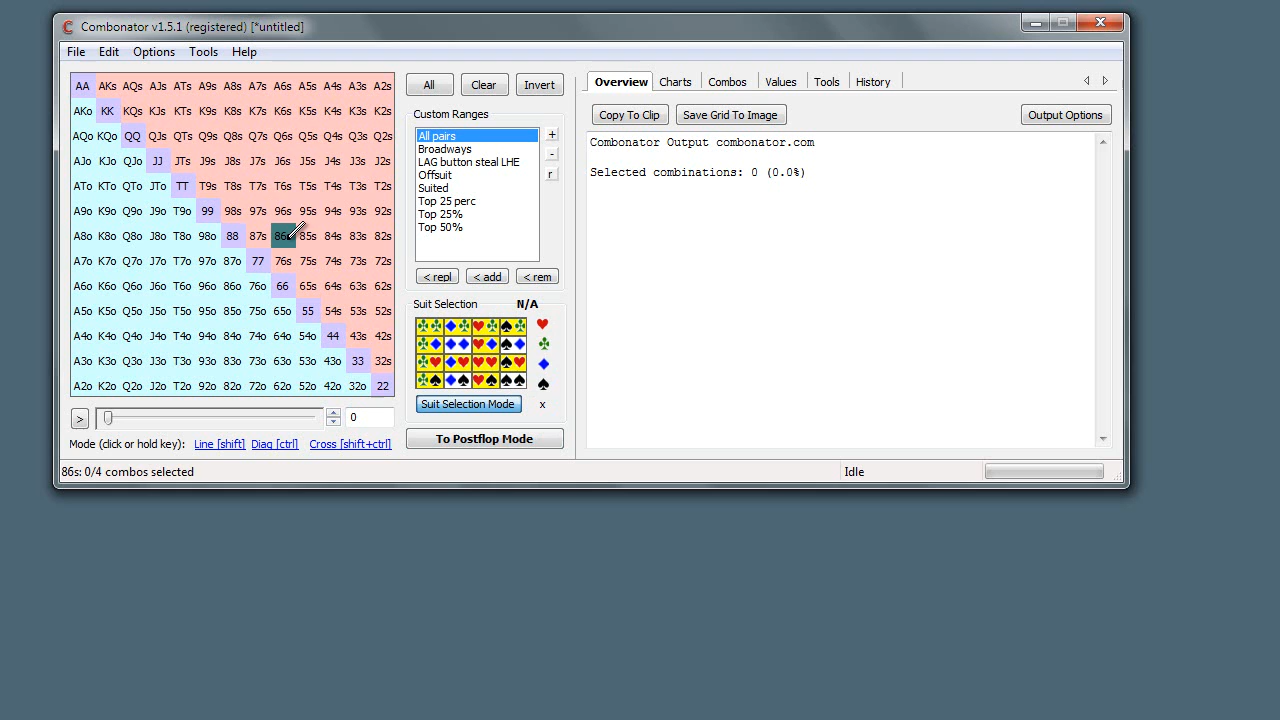 Combonator v1.5.1 (registered) [*untitled]
File Edit Options Tools Help
AA AKs AQs AJs ATs A9s A8s A7s A6s A5s A4s A3s A2s
AKo KK KQs KJs KTs K9s K8s K7s K6s K5s K4s K3s K2s
AQo KQo QQ QJs QTs Q9s Q8s Q7s Q6s Q5s Q4s Q3s Q2s
AJo KJo QJo JJ JTs J9s J8s J7s J6s J5s J4s J3s J2s
ATo KTo QTo JTo TT T9s T8s T7s T6s T5s T4s T3s T2s
A9o K9o Q9o J9o T9o 99 98s 97s 96s 95s 94s 93s 92s
A8o K8o Q8o J8o T8o 98o 88 87s 86s 85s 84s 83s 82s
A7o K7o Q7o J7o T7o 97o 87o 77 76s 75s 74s 73s 72s
A6o K6o Q6o J6o T6o 96o 86o 76o 66 65s 64s 63s 62s
A5o K5o Q5o J5o T5o 95o 85o 75o 65o 55 54s 53s 52s
A4o K4o Q4o J4o T4o 94o 84o 74o 64o 54o 44 43s 42s
A3o K3o Q3o J3o T3o 93o 83o 73o 63o 53o 43o 33 32s
A2o K2o Q2o J2o T2o 92o 82o 72o 62o 52o 42o 32o 22
> 0
Mode (click or hold key): Line [shift] Diag [ctrl] Cross [shift+ctrl]
All Clear Invert
Custom Ranges
All pairs
Broadways
LAG button steal LHE
Offsuit
Suited
Top 25 perc
Top 25%
Top 50%
+
-
r
< repl < add < rem
Suit Selection N/A
Suit Selection Mode x
To Postflop Mode
Overview Charts Combos Values Tools History
Copy To Clip Save Grid To Image Output Options
Combonator Output combonator.com
Selected combinations: 0 (0.0%)
86s: 0/4 combos selected Idle